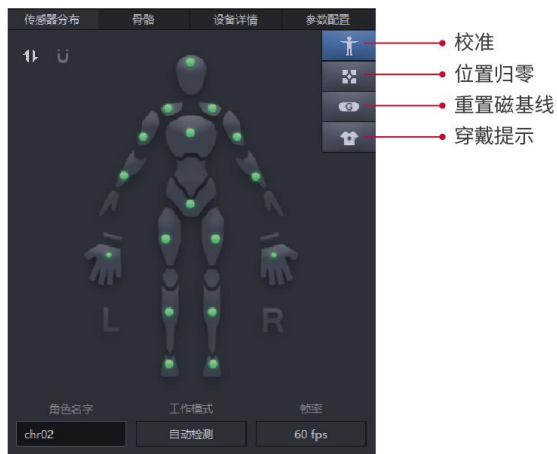 传感器分布 骨骼 设备详情 参数配置
校准
位置归零
G 重置磁基线
穿戴提示
L R
角色名字 工作模式 帧率
chr02 自动检测 60 fps